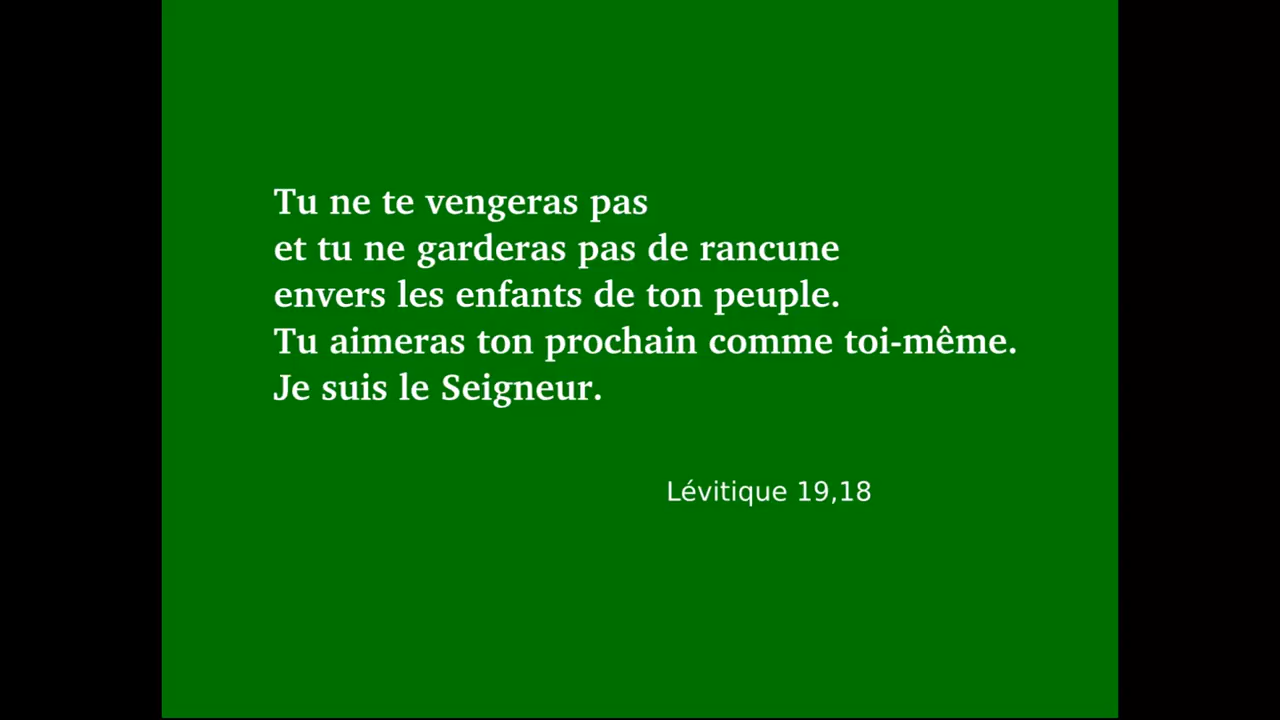 Tu ne te vengeras pas
et tu ne garderas pas de rancune
envers les enfants de ton peuple.
Tu aimeras ton prochain comme toi-même.
Je suis le Seigneur.
Lévitique 19,18